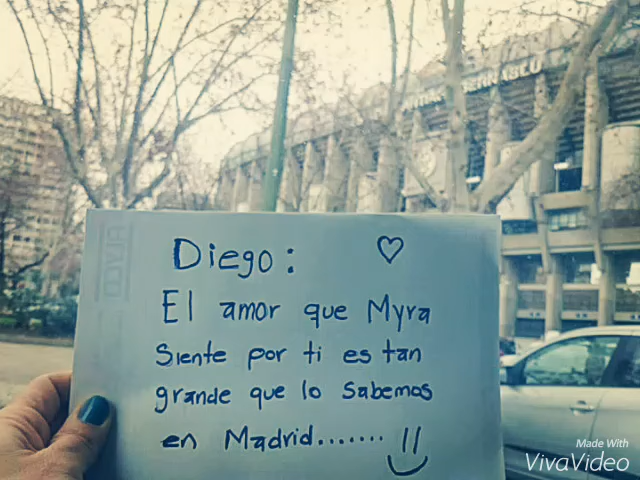 BERNABEU
Diego: ♡
El amor que Myra
Siente por ti es tan
grande que lo Sabemos
en Madrid.......
Made With
VivaVideo